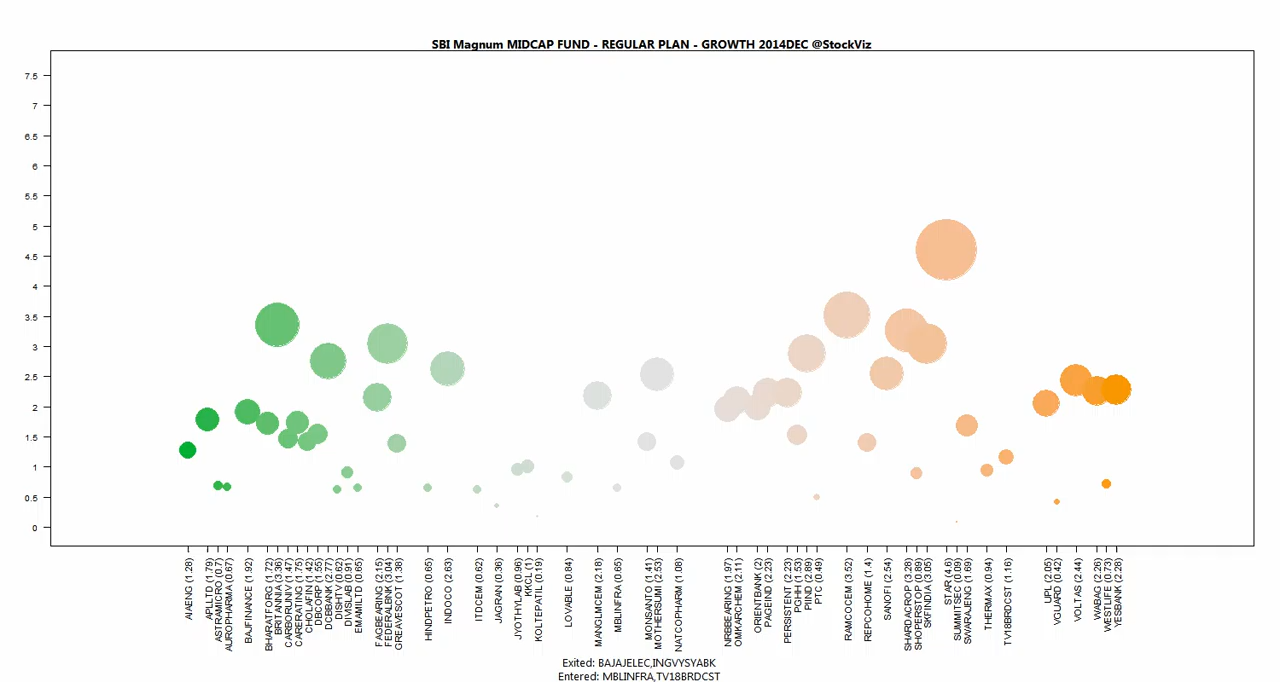 SBI Magnum MIDCAP FUND - REGULAR PLAN - GROWTH 2014DEC @StockViz
7.5
7
6.5
6
5.5
5
4.5
4
3.5
3
2.5
2
1.5
1
0.5
0
AIAENG (1.28)
APLLTD (1.79)
ASTRAMICRO (0.7)
AUROPHARMA (0.67)
BAJFINANCE (1.92)
BHARATFORG (1.72)
BRITANNIA (3.36)
CARBORUNIV (1.47)
CARERATING (1.75)
CHOLAFIN (1.42)
DBCORP (1.55)
DCBBANK (2.77)
DISHTV (0.62)
DIVISLAB (0.91)
EMAMILTD (0.65)
FAGBEARING (2.15)
FEDERALBNK (3.04)
GREAVESCOT (1.38)
HINDPETRO (0.65)
INDOCO (2.63)
ITDCEM (0.62)
JAGRAN (0.36)
JYOTHYLAB (0.96)
KKCL (1)
KOLTEPATIL (0.19)
LOVABLE (0.84)
MANGLMCEM (2.18)
MBLINFRA (0.65)
MONSANTO (1.41)
MOTHERSUMI (2.53)
NATCOPHARM (1.08)
NRBBEARING (1.97)
OMKARCHEM (2.11)
ORIENTBANK (2)
PAGEIND (2.23)
PERSISTENT (2.23)
PGHH (1.53)
PIIND (2.89)
PTC (0.49)
RAMCOCEM (3.52)
REPCOHOME (1.4)
SANOFI (2.54)
SHARDACROP (3.28)
SHOPERSTOP (0.89)
SKFINDIA (3.05)
STAR (4.6)
SUMMITSEC (0.09)
SWARAJENG (1.69)
THERMAX (0.94)
TV18BRDCST (1.16)
UPL (2.05)
VGUARD (0.42)
VOLTAS (2.44)
WABAG (2.26)
WESTLIFE (0.73)
YESBANK (2.28)
Exited: BAJAJELEC,INGVYSYABK
Entered: MBLINFRA,TV18BRDCST